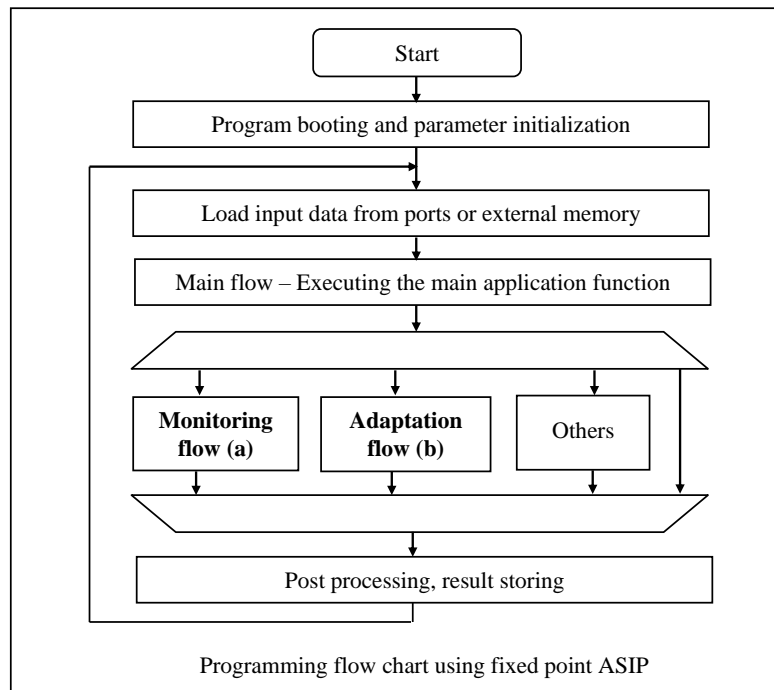 Start
Program booting and parameter initialization
Load input data from ports or external memory
Main flow – Executing the main application function
Monitoring
flow (a)
Adaptation
flow (b)
Others
Post processing, result storing
Programming flow chart using fixed point ASIP